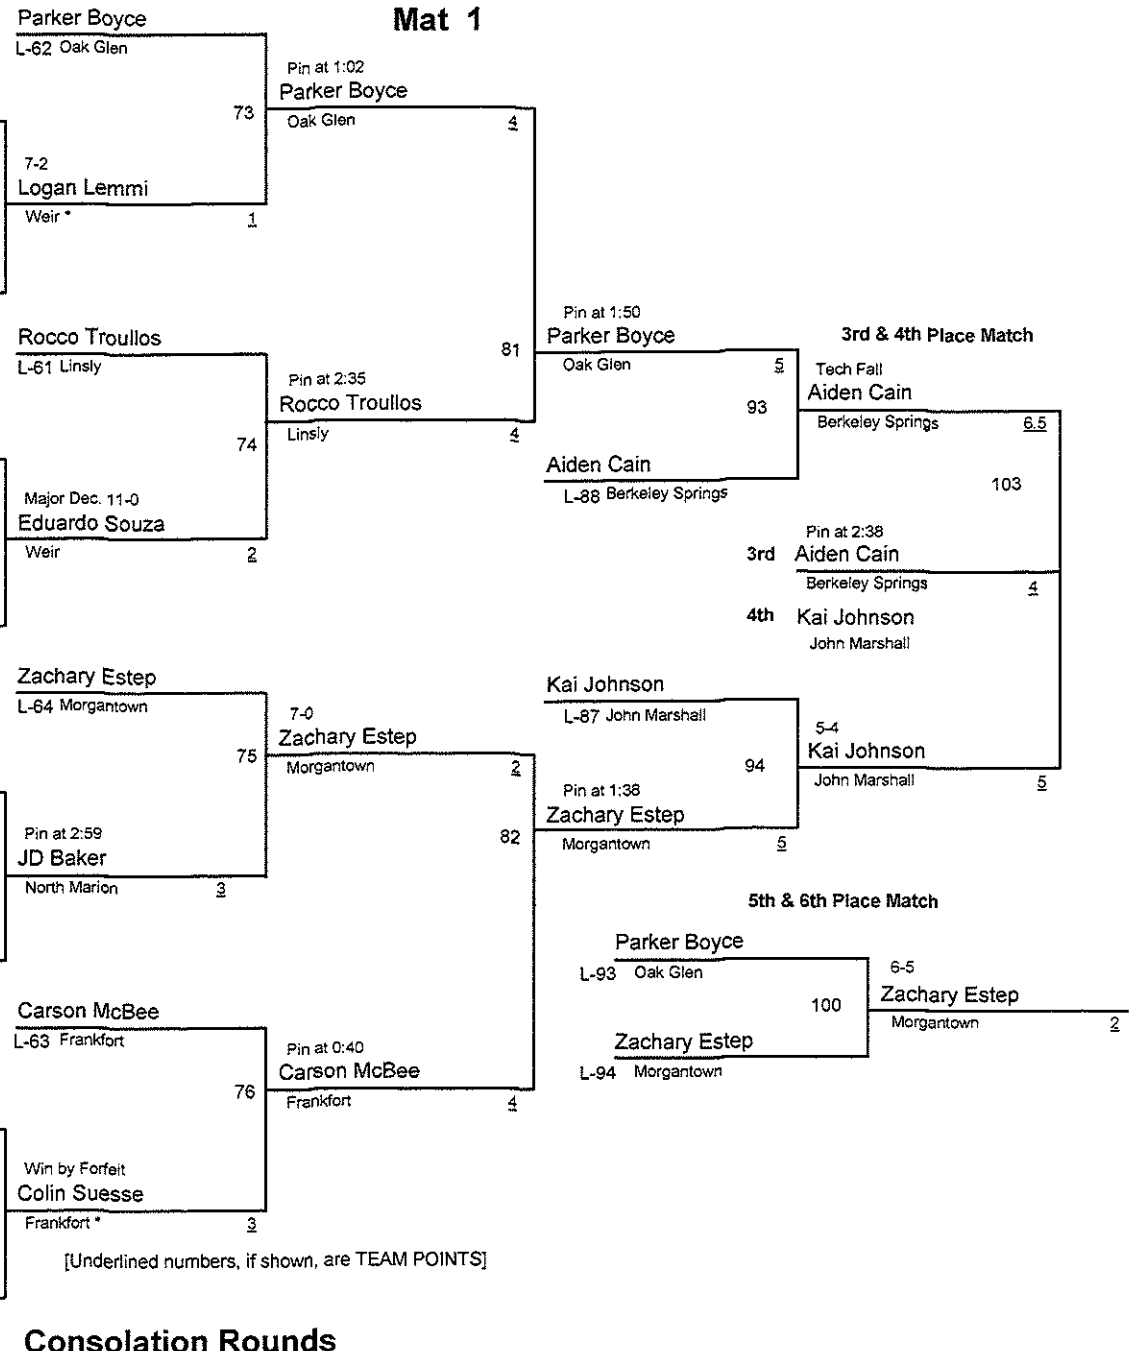 Mat 1
Parker Boyce
L-62 Oak Glen
73
Pin at 1:02
Parker Boyce
Oak Glen
4
7-2
Logan Lemmi
Weir *
1
Rocco Troullos
L-61 Linsly
74
Pin at 2:35
Rocco Troullos
Linsly
4
Major Dec. 11-0
Eduardo Souza
Weir
2
81
Pin at 1:50
Parker Boyce
Oak Glen
5
93
Aiden Cain
L-88 Berkeley Springs
3rd & 4th Place Match
Tech Fall
Aiden Cain
Berkeley Springs
6.5
103
Pin at 2:38
3rd Aiden Cain
Berkeley Springs
4
4th Kai Johnson
John Marshall
Zachary Estep
L-64 Morgantown
75
7-0
Zachary Estep
Morgantown
2
Pin at 2:59
JD Baker
North Marion
3
Kai Johnson
L-87 John Marshall
94
5-4
Kai Johnson
John Marshall
5
82
Pin at 1:38
Zachary Estep
Morgantown
5
Carson McBee
L-63 Frankfort
76
Pin at 0:40
Carson McBee
Frankfort
4
Win by Forfeit
Colin Suesse
Frankfort *
3
5th & 6th Place Match
Parker Boyce
L-93 Oak Glen
100
6-5
Zachary Estep
Morgantown
2
Zachary Estep
L-94 Morgantown
[Underlined numbers, if shown, are TEAM POINTS]
Consolation Rounds